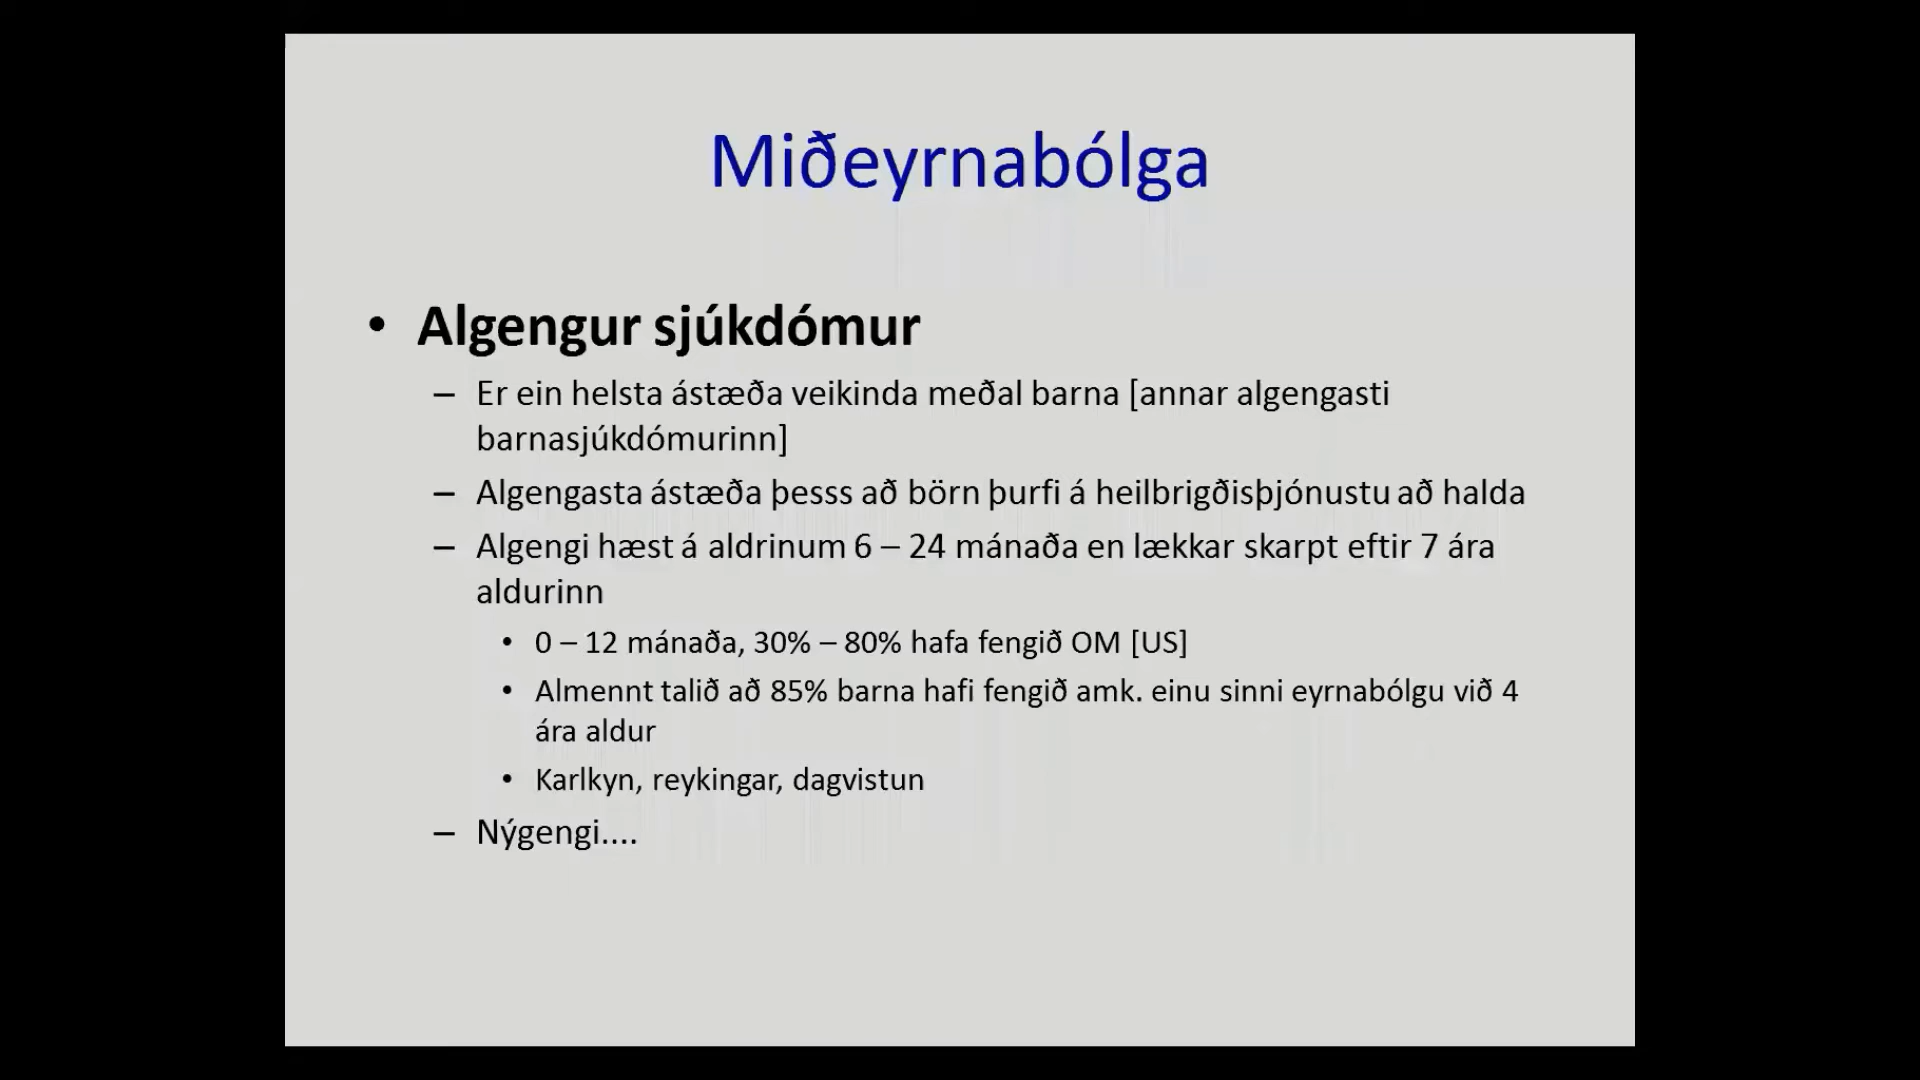 Miðeyrnabólga
• Algengur sjúkdómur
– Er ein helsta ástæða veikinda meðal barna [annar algengasti
barnasjúkdómurinn]
– Algengasta ástæða þesss að börn þurfi á heilbrigðisþjónustu að halda
– Algengi hæst á aldrinum 6 – 24 mánaða en lækkar skarpt eftir 7 ára
aldurinn
• 0 – 12 mánaða, 30% – 80% hafa fengið OM [US]
• Almennt talið að 85% barna hafi fengið amk. einu sinni eyrnabólgu við 4
ára aldur
• Karlkyn, reykingar, dagvistun
– Nýgengi....